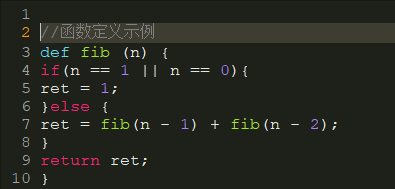 1
2 //函数定义示例
3 def fib (n) {
4 if(n == 1 || n == 0){
5 ret = 1;
6 }else {
7 ret = fib(n - 1) + fib(n - 2);
8 }
9 return ret;
10 }